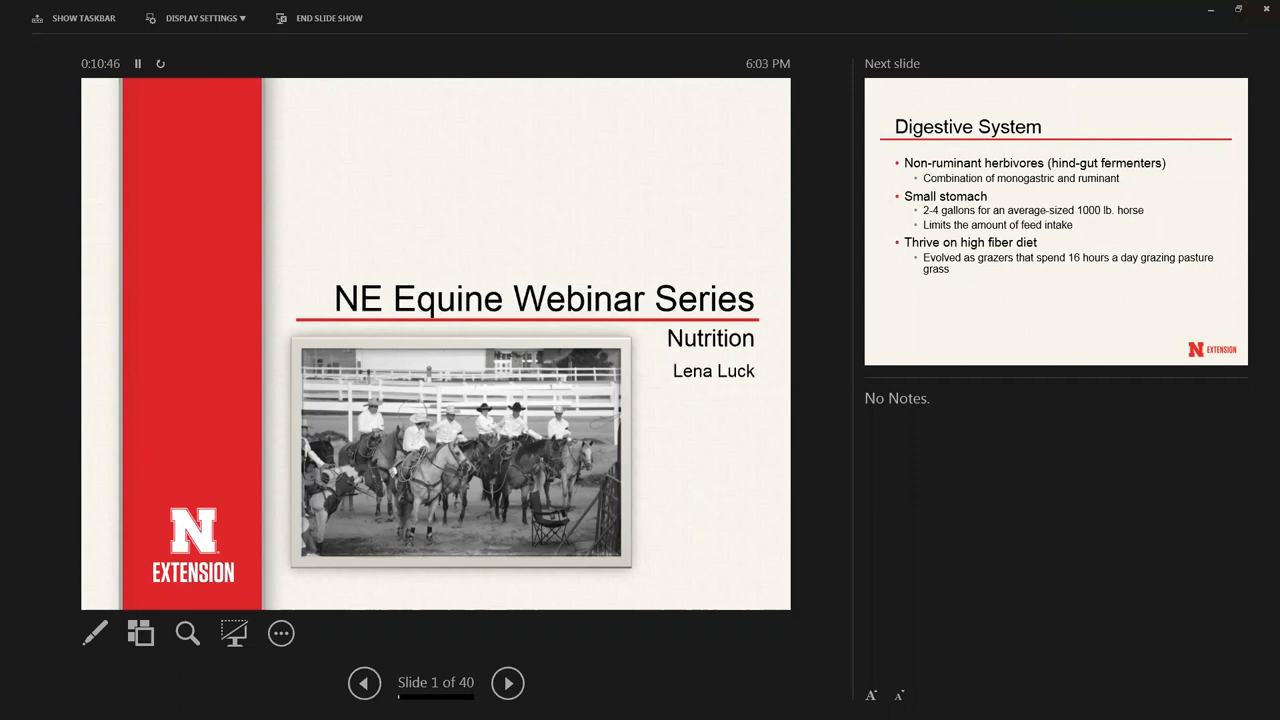 SHOW TASKBAR
DISPLAY SETTINGS ▼
END SLIDE SHOW
0:10:46
6:03 PM
NE Equine Webinar Series
Nutrition
Lena Luck
N
EXTENSION
Slide 1 of 40
Next slide
Digestive System
• Non-ruminant herbivores (hind-gut fermenters)
• Combination of monogastric and ruminant
• Small stomach
• 2-4 gallons for an average-sized 1000 lb. horse
• Limits the amount of feed intake
• Thrive on high fiber diet
• Evolved as grazers that spend 16 hours a day grazing pasture
grass
N EXTENSION
No Notes.
A A